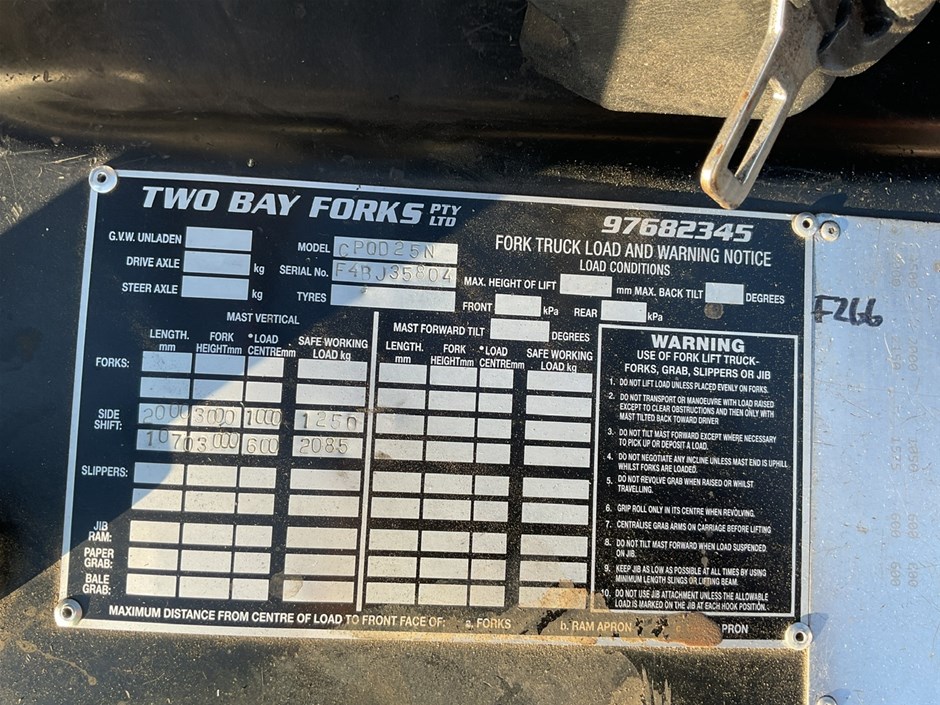 TWO BAY FORKS PTY LTD
97682345
FORK TRUCK LOAD AND WARNING NOTICE
LOAD CONDITIONS
G.V.W. UNLADEN
DRIVE AXLE kg
STEER AXLE kg
MODEL CPQD25N
SERIAL No. F4BJ35804
TYRES
MAX. HEIGHT OF LIFT mm MAX. BACK TILT DEGREES
FRONT kPa REAR kPa
MAST VERTICAL
MAST FORWARD TILT DEGREES
LENGTH. mm FORK HEIGHTmm *LOAD CENTREmm SAFE WORKING LOAD kg
LENGTH. mm FORK HEIGHTmm *LOAD CENTREmm SAFE WORKING LOAD kg
FORKS:
SIDE SHIFT: 2000 3000 1000 1250
1070 3000 600 2085
SLIPPERS:
JIB RAM:
PAPER GRAB:
BALE GRAB:
MAXIMUM DISTANCE FROM CENTRE OF LOAD TO FRONT FACE OF: a. FORKS b. RAM APRON APRON
WARNING
USE OF FORK LIFT TRUCK-
FORKS, GRAB, SLIPPERS OR JIB
1. DO NOT LIFT LOAD UNLESS PLACED EVENLY ON FORKS.
2. DO NOT TRANSPORT OR MANOEUVRE WITH LOAD RAISED
EXCEPT TO CLEAR OBSTRUCTIONS AND THEN ONLY WITH
MAST TILTED BACK TOWARD DRIVER
3. DO NOT TILT MAST FORWARD EXCEPT WHERE NECESSARY
TO PICK UP OR DEPOSIT A LOAD.
4. DO NOT NEGOTIATE ANY INCLINE UNLESS MAST END IS UPHILL
WHILST FORKS ARE LOADED.
5. DO NOT REVOLVE GRAB WHEN RAISED OR WHILST
TRAVELLING.
6. GRIP ROLL ONLY IN ITS CENTRE WHEN REVOLVING.
7. CENTRALISE GRAB ARMS ON CARRIAGE BEFORE LIFTING
8. DO NOT TILT MAST FORWARD WHEN LOAD SUSPENDED
ON JIB.
9. KEEP JIB AS LOW AS POSSIBLE AT ALL TIMES BY USING
MINIMUM LENGTH SLINGS OR LIFTING BEAM.
10. DO NOT USE JIB ATTACHMENT UNLESS THE ALLOWABLE
LOAD IS MARKED ON THE JIB AT EACH HOOK POSITION.
F266